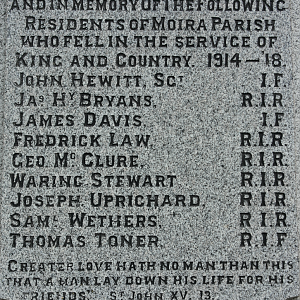 AND IN MEMORY OF THE FOLLOWING
RESIDENTS OF MOIRA PARISH
WHO FELL IN THE SERVICE OF
KING AND COUNTRY. 1914-18.
JOHN HEWITT, SGT I.F.
JAS HY BRYANS, R.I.R.
JAMES DAVIS. I.F
FREDRICK LAW, R.I.R.
GEO. MC CLURE, R.I.R.
WARING STEWART R.I.R.
JOSEPH UPRICHARD. R.I.R.
SAML WETHERS. R.I.R.
THOMAS TONER. R.I.F
GREATER LOVE HATH NO MAN THAN THIS
THAT A MAN LAY DOWN HIS LIFE FOR HIS
FRIENDS. ST JOHN XV. 13.